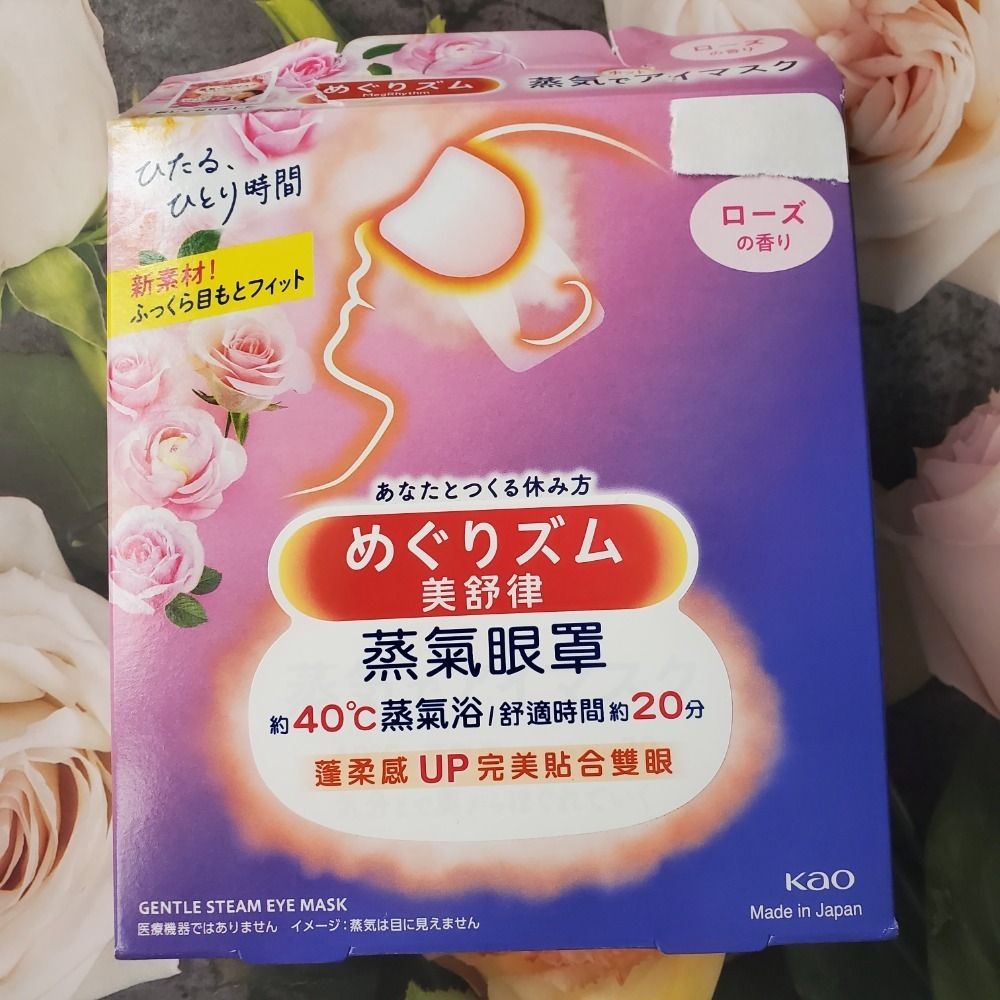 めぐりズム
MegRhythm
蒸気でアイマスク
ホット
ローズ
の香り
ひたる、
ひとり時間
ローズ
の香り
新素材!
ふっくら目もとフィット
あなたとつくる休み方
めぐりズム
美舒律
蒸氣眼罩
約40℃蒸氣浴/舒適時間約20分
蓬柔感UP完美貼合雙眼
Kao
GENTLE STEAM EYE MASK
Made in Japan
医療機器ではありません イメージ:蒸気は目に見えません